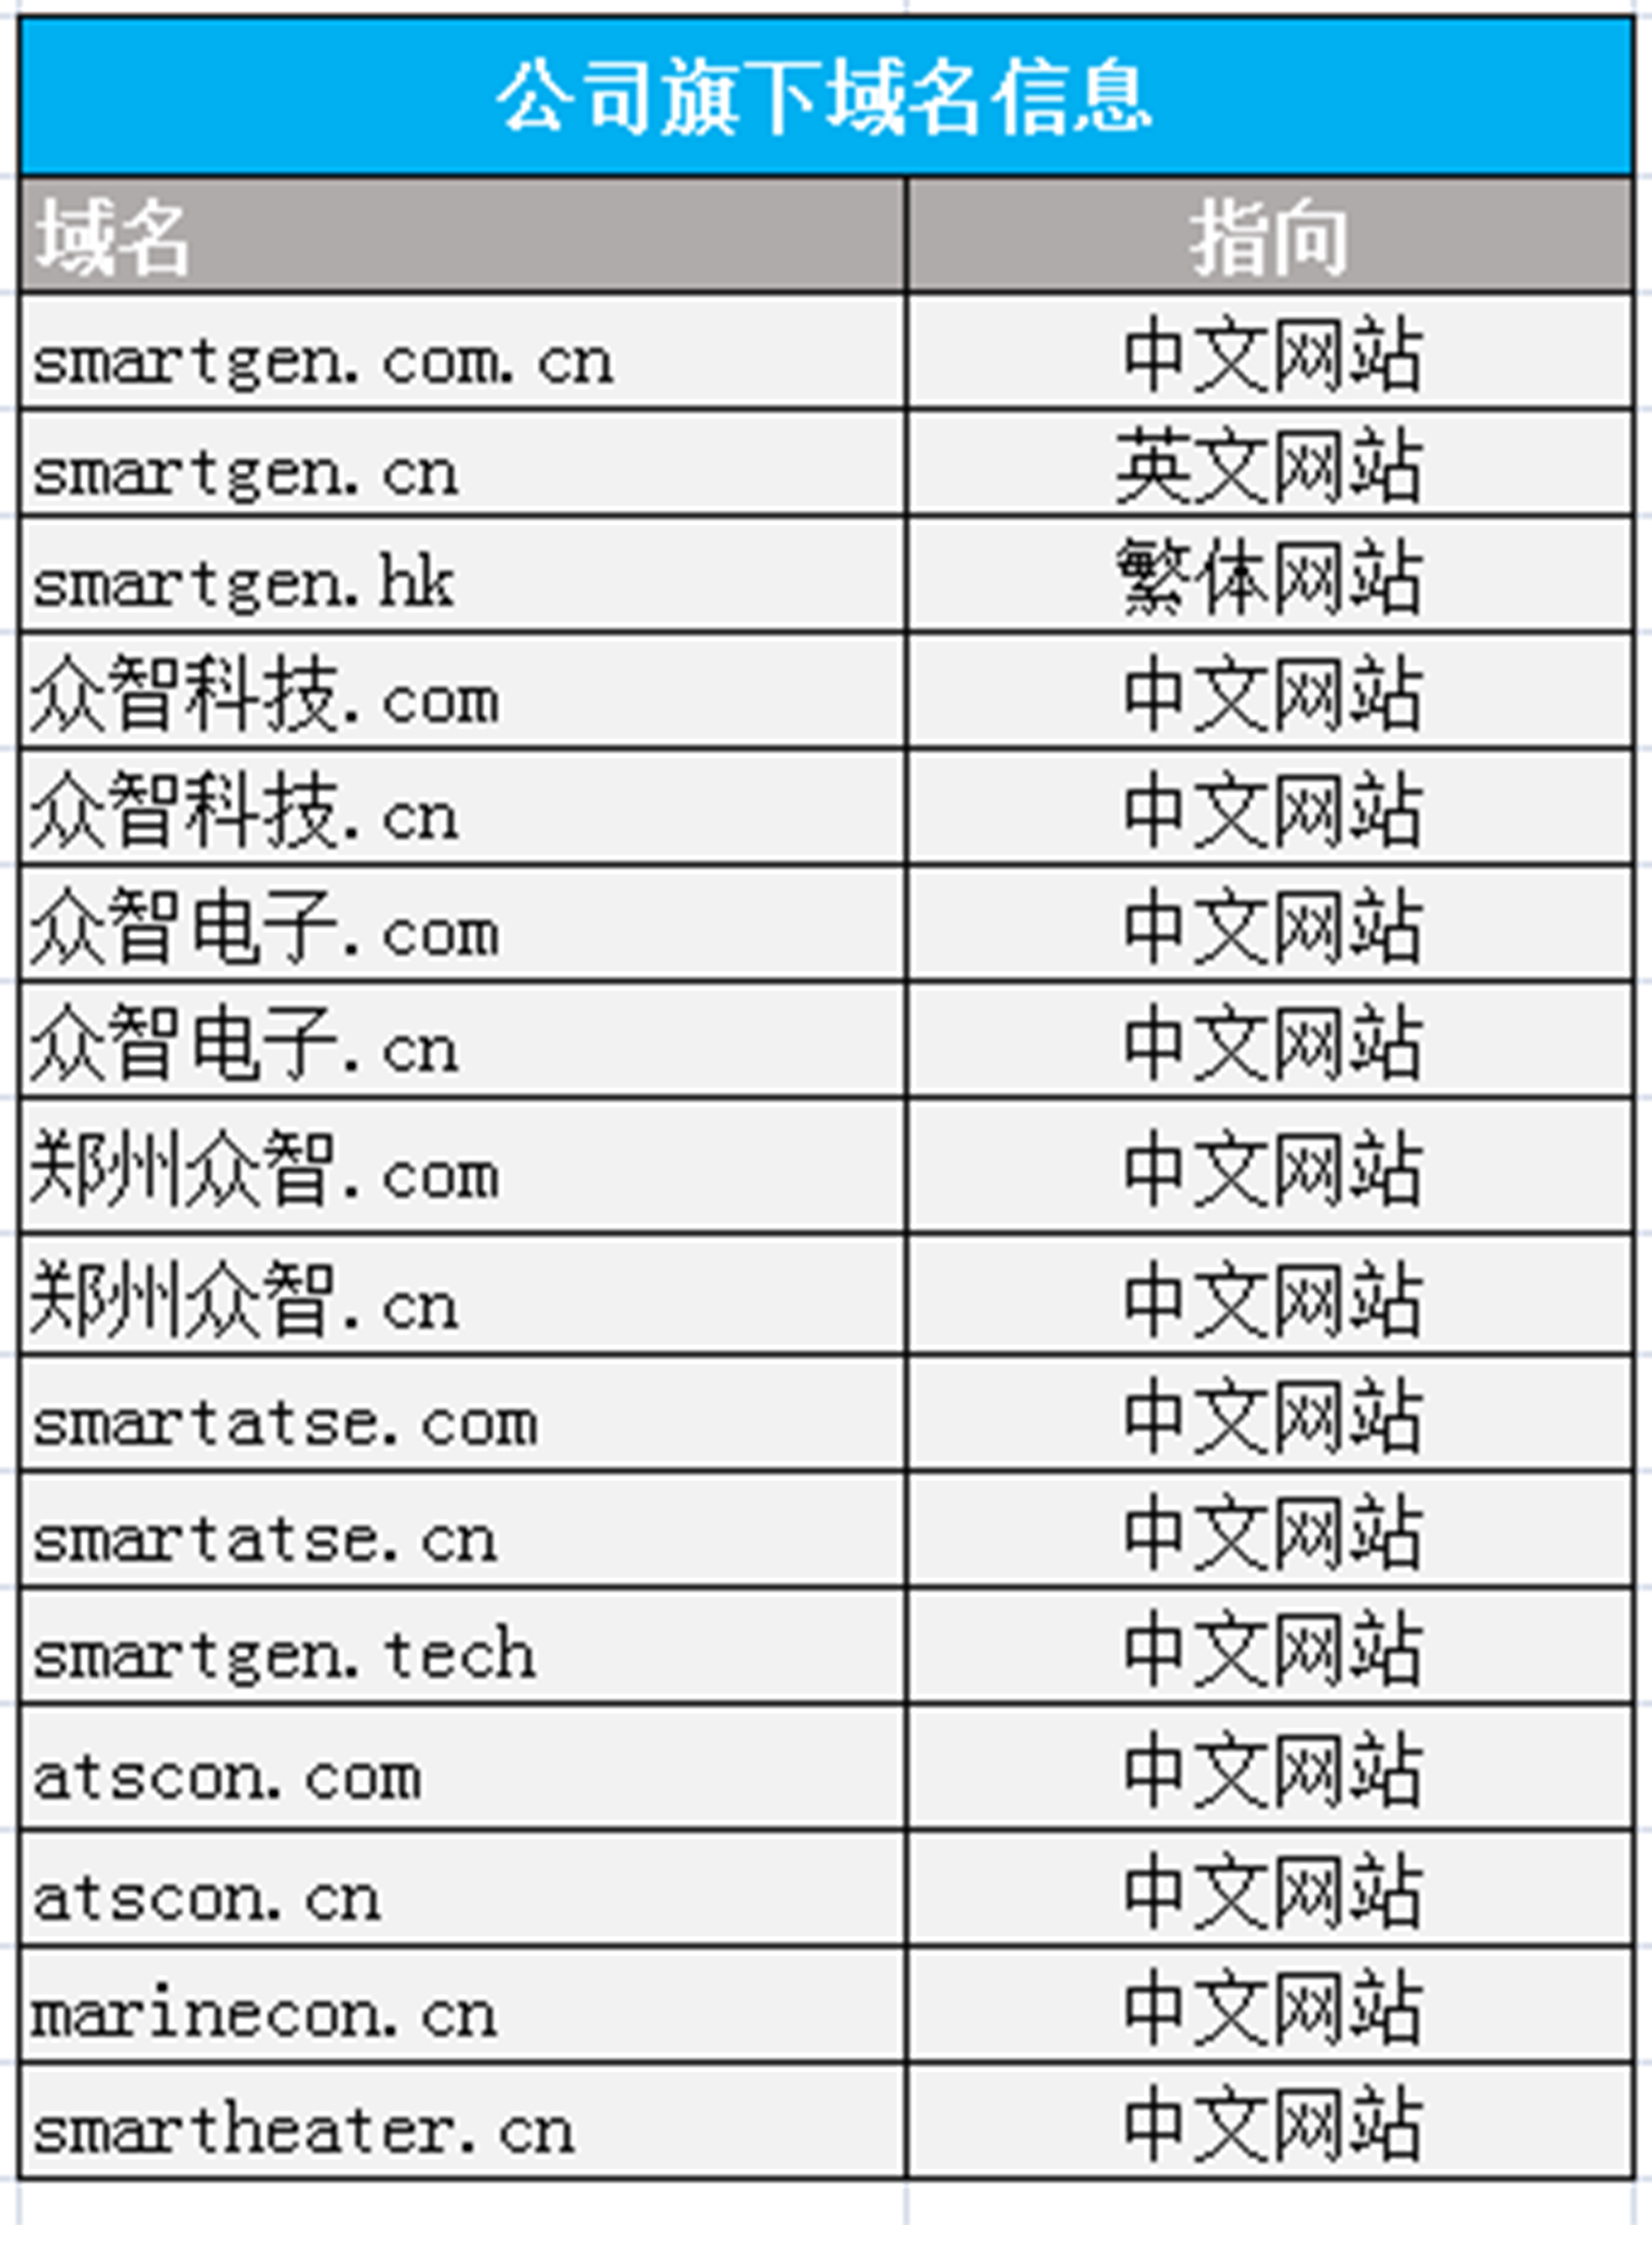 公司旗下域名信息
域名 指向
smartgen.com.cn 中文网站
smartgen.cn 英文网站
smartgen.hk 繁体网站
众智科技.com 中文网站
众智科技.cn 中文网站
众智电子.com 中文网站
众智电子.cn 中文网站
郑州众智.com 中文网站
郑州众智.cn 中文网站
smartatse.com 中文网站
smartatse.cn 中文网站
smartgen.tech 中文网站
atscon.com 中文网站
atscon.cn 中文网站
marinecon.cn 中文网站
smartheater.cn 中文网站